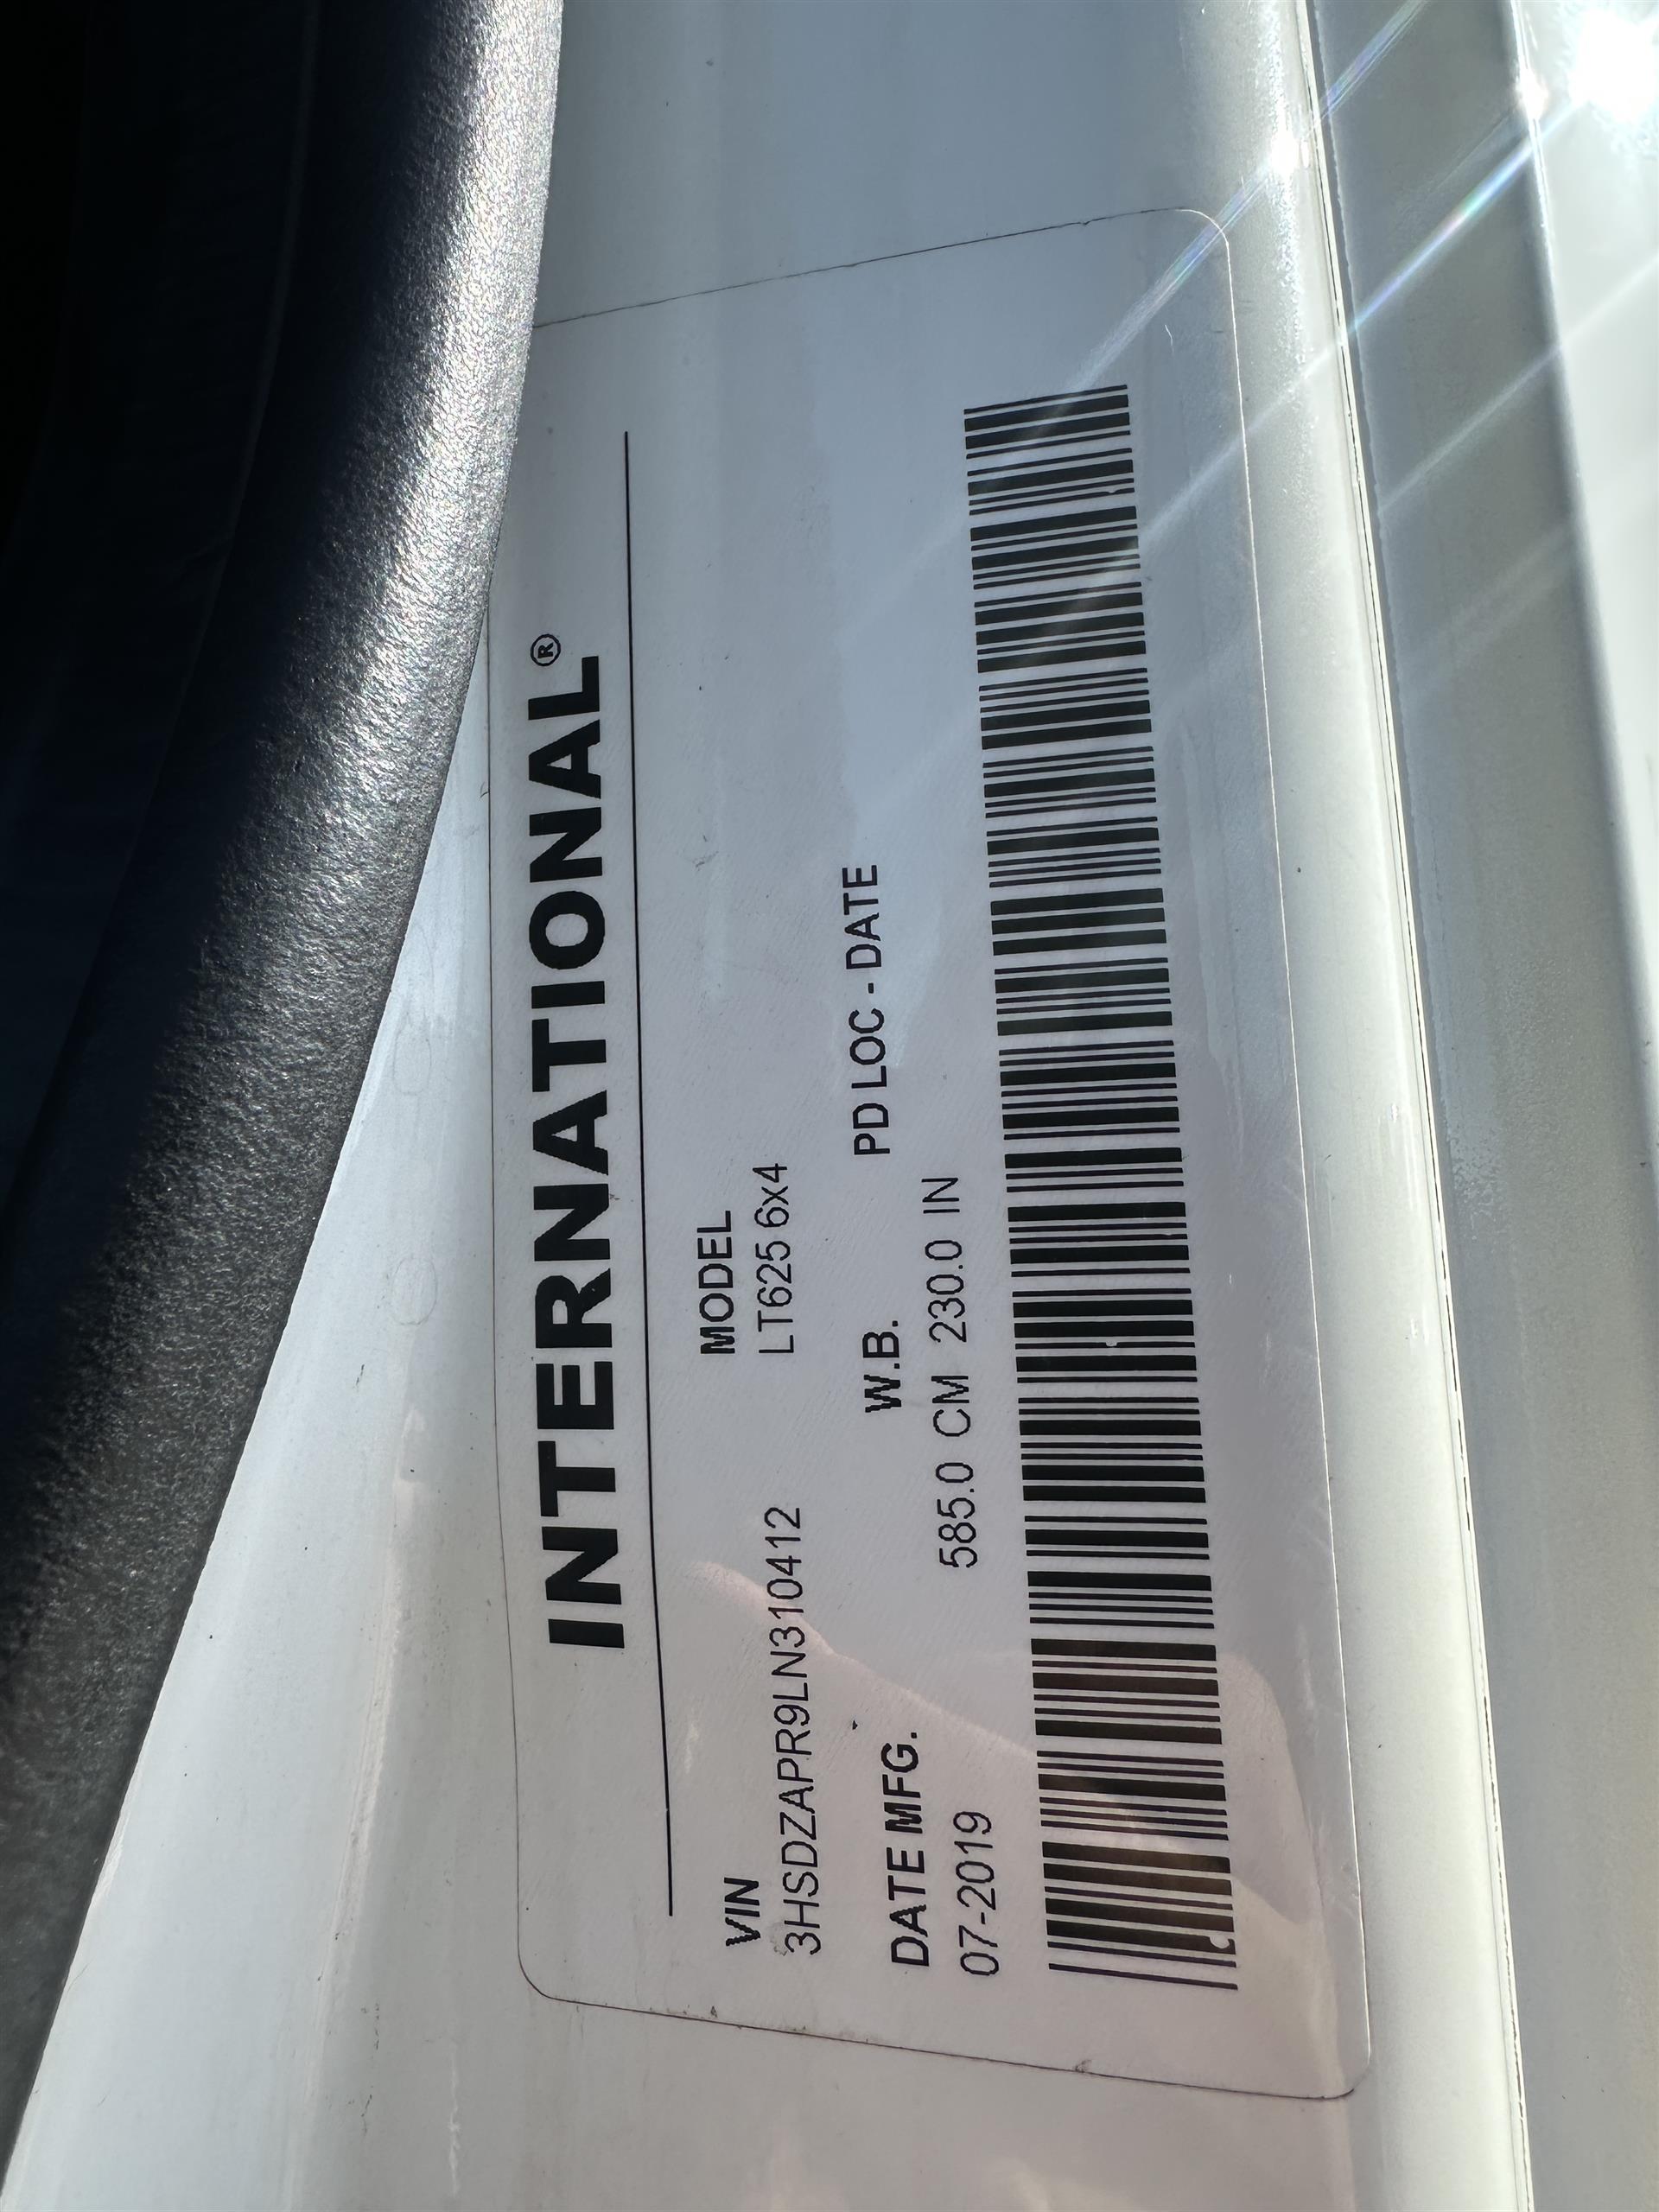 INTERNATIONAL®
VIN MODEL
3HSDZAPR9LN310412 LT625 6x4
DATE MFG. W.B. PD LOC - DATE
07-2019 585.0 CM 230.0 IN